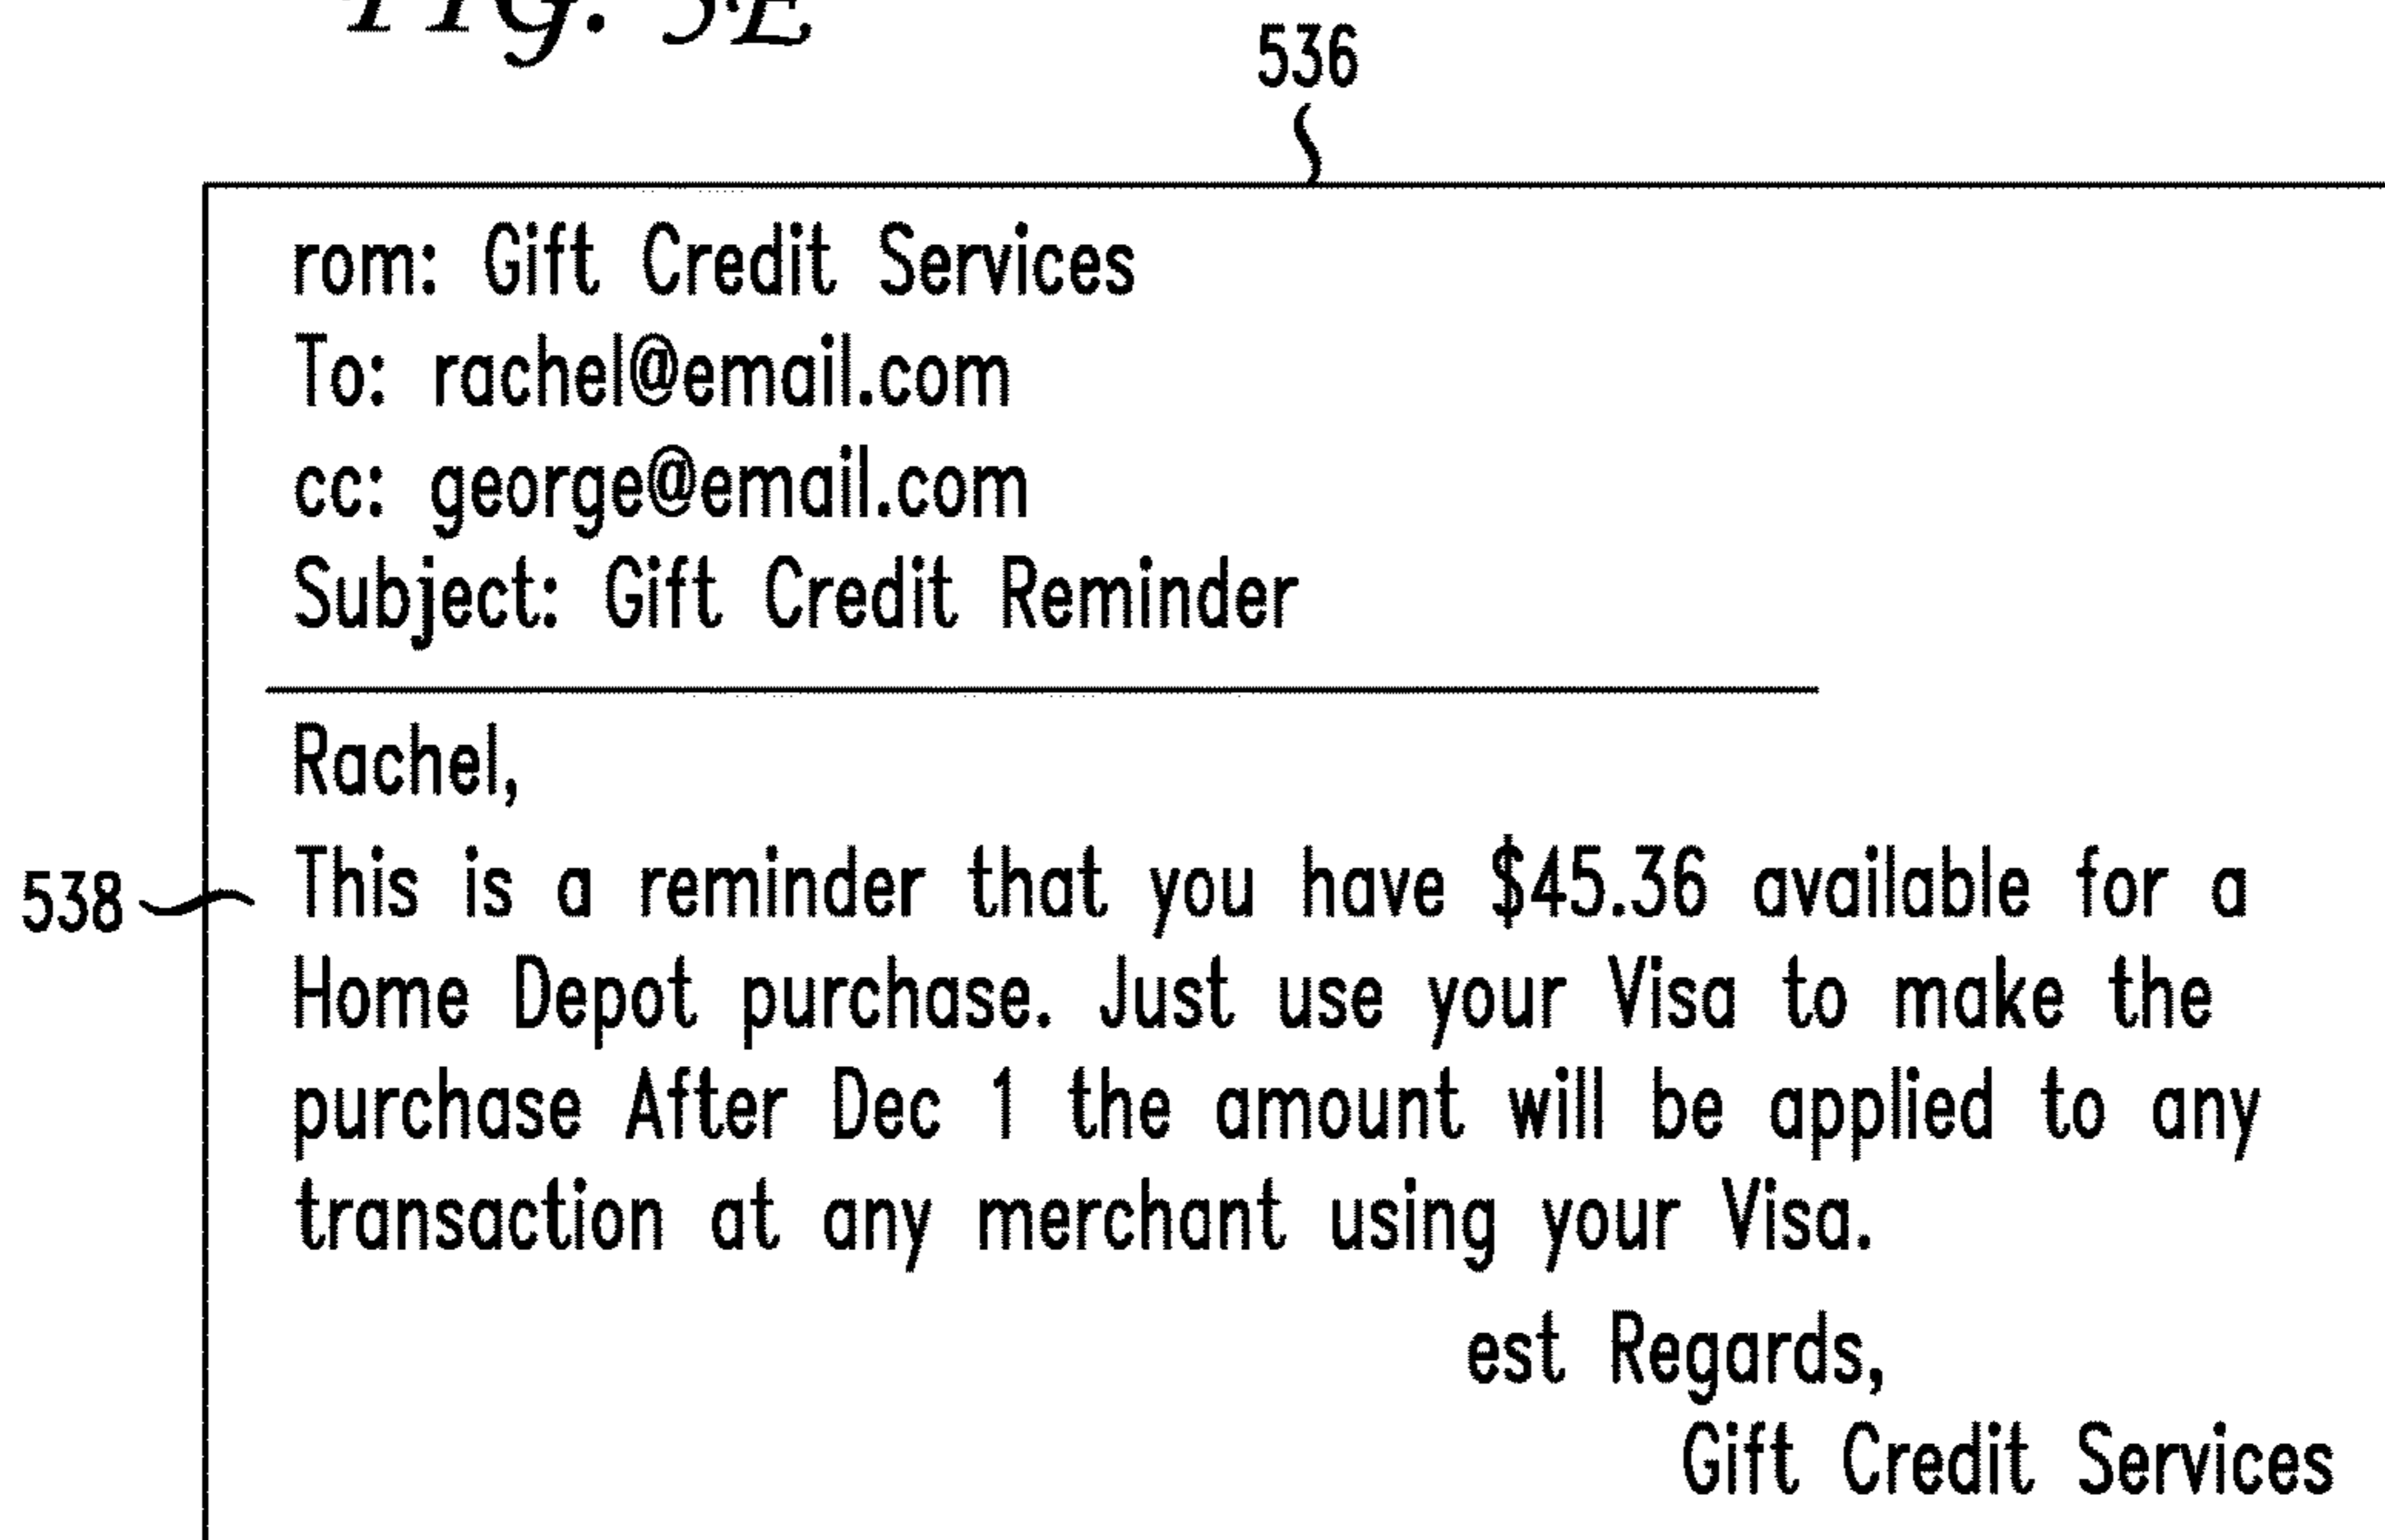 FIG. 5E
536
rom: Gift Credit Services
To: rachel@email.com
cc: george@email.com
Subject: Gift Credit Reminder
Rachel,
538
This is a reminder that you have $45.36 available for a
Home Depot purchase. Just use your Visa to make the
purchase After Dec 1 the amount will be applied to any
transaction at any merchant using your Visa.
est Regards,
Gift Credit Services